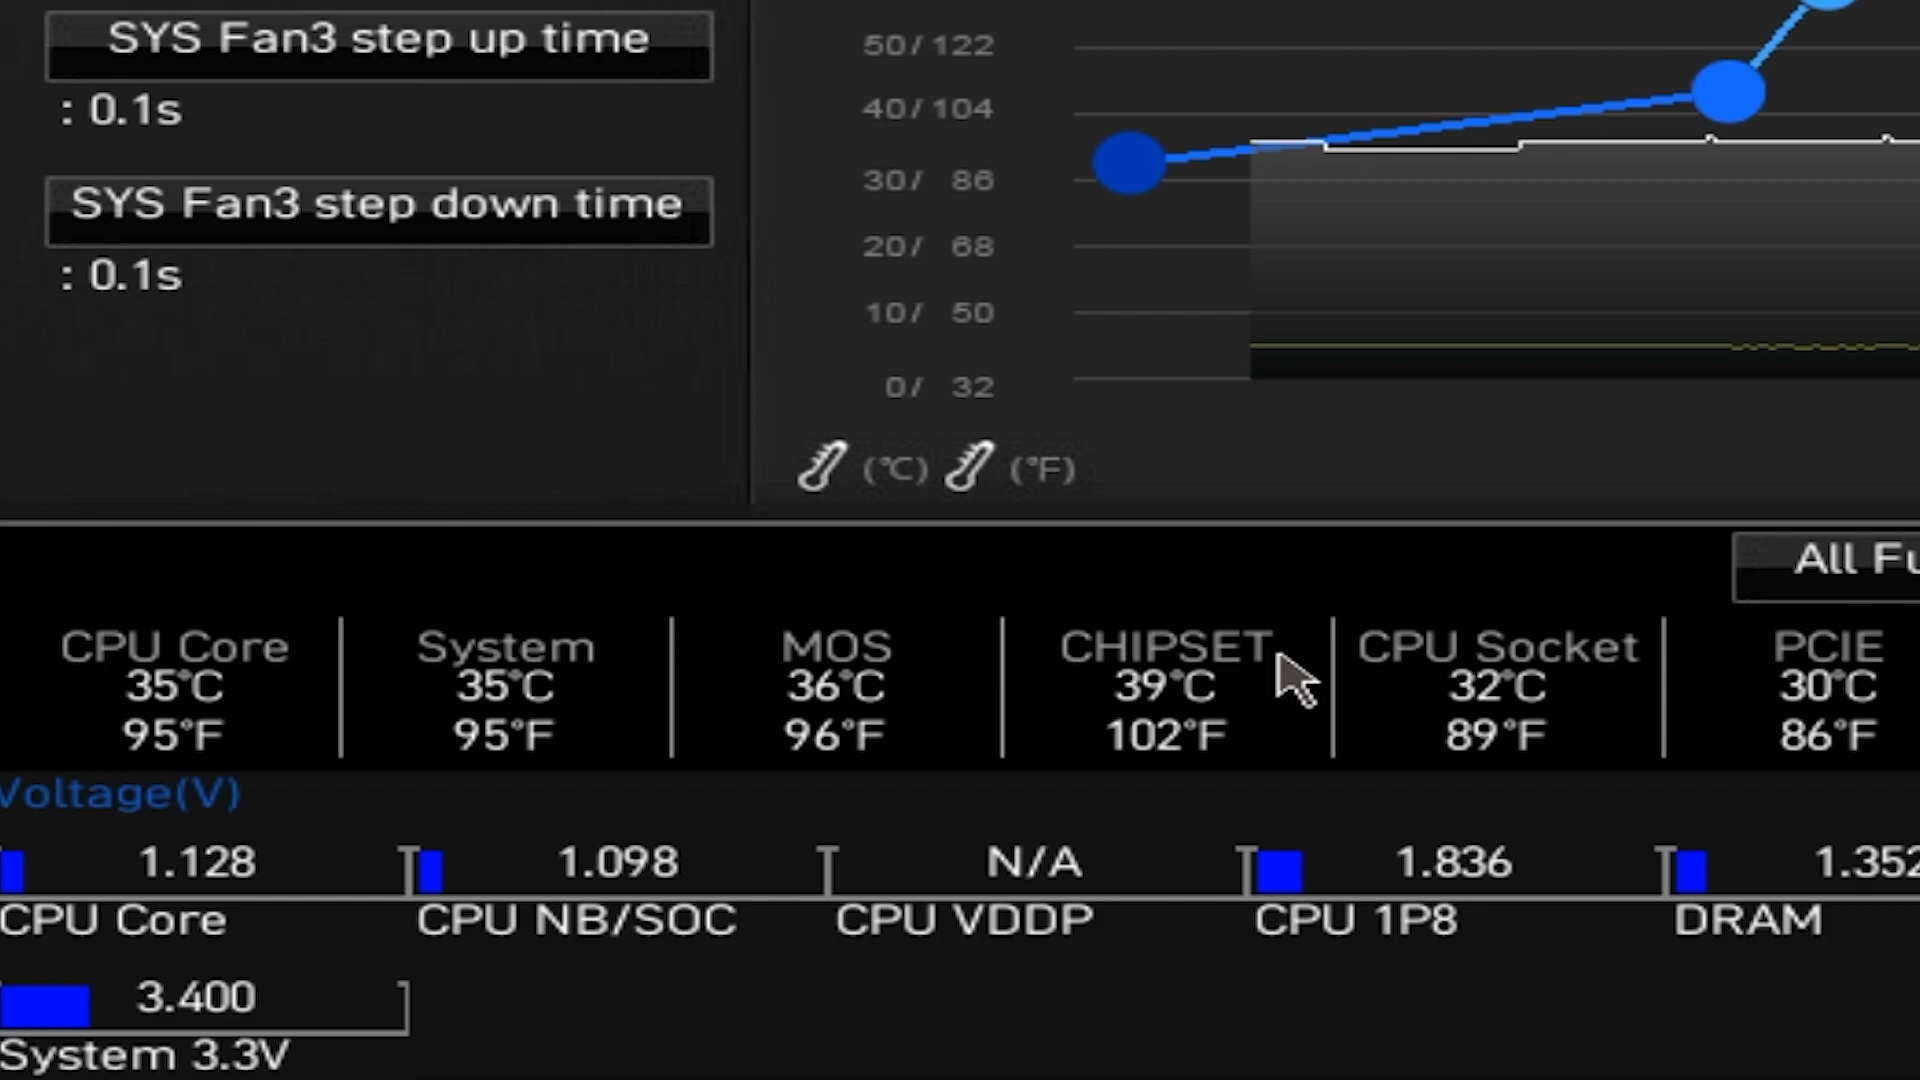 SYS Fan3 step up time
: 0.1s
SYS Fan3 step down time
: 0.1s
50/ 122
40/ 104
30/ 86
20/ 68
10/ 50
0/ 32
(°C) (°F)
All
CPU Core System MOS CHIPSET CPU Socket PCIE
35°C 35°C 36°C 39°C 32°C 30°C
95°F 95°F 96°F 102°F 89°F 86°F
Voltage(V)
1.128 1.098 N/A 1.836 1.352
CPU Core CPU NB/SOC CPU VDDP CPU 1P8 DRAM
3.400
System 3.3V